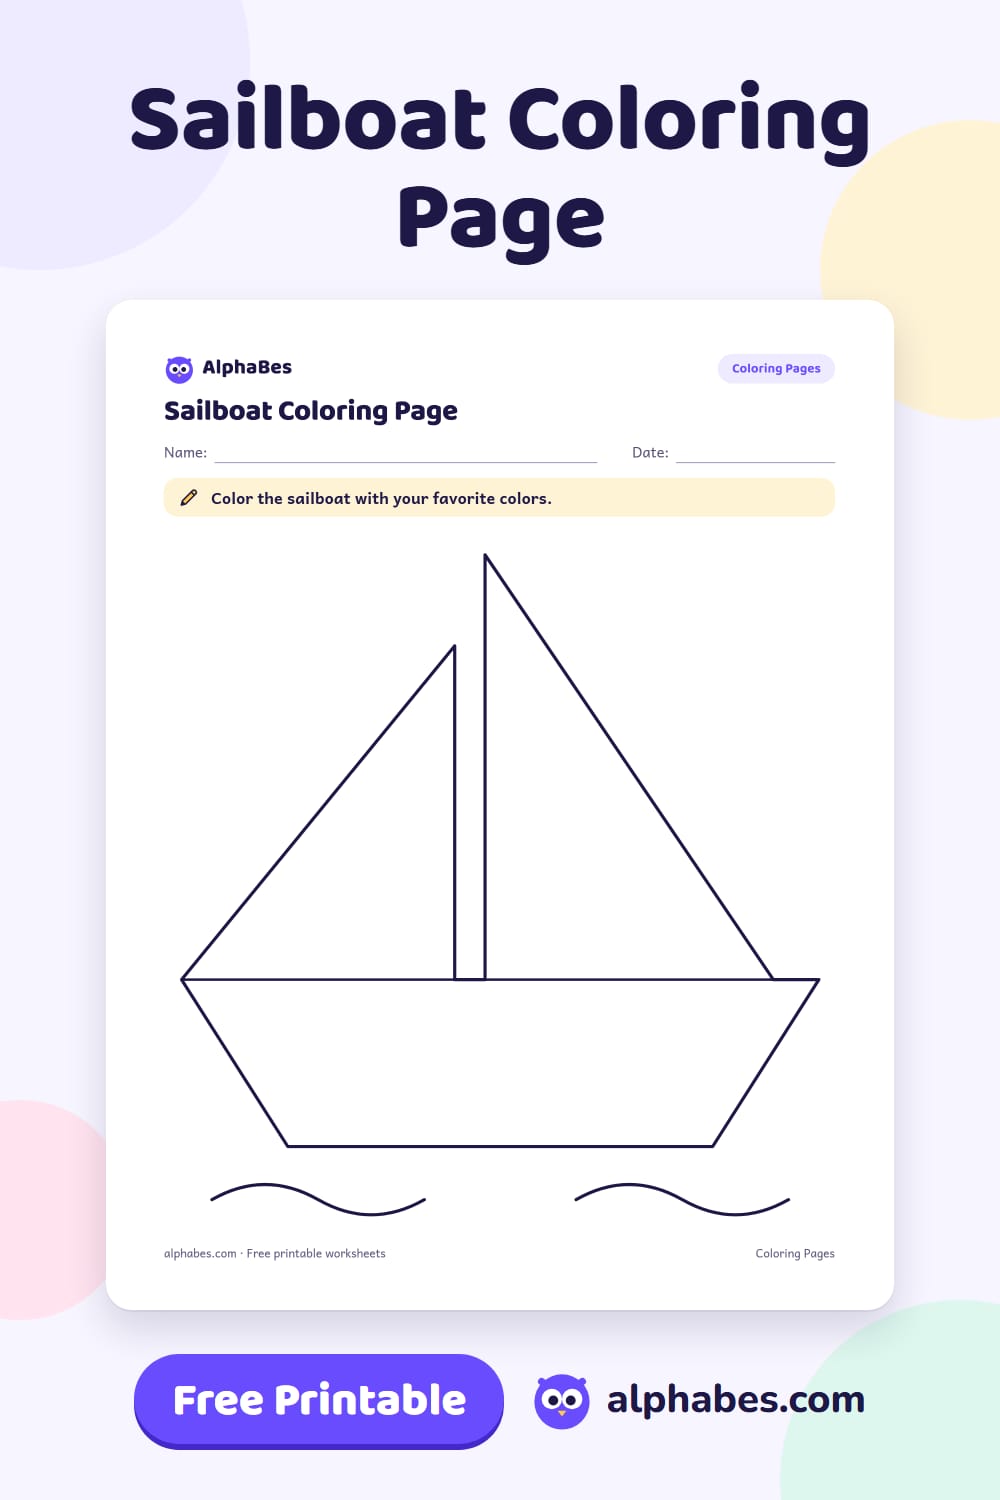 Sailboat Coloring
Page
AlphaBes
Coloring Pages
Sailboat Coloring Page
Name:
Date:
Color the sailboat with your favorite colors.
alphabes.com · Free printable worksheets
Coloring Pages
Free Printable
alphabes.com